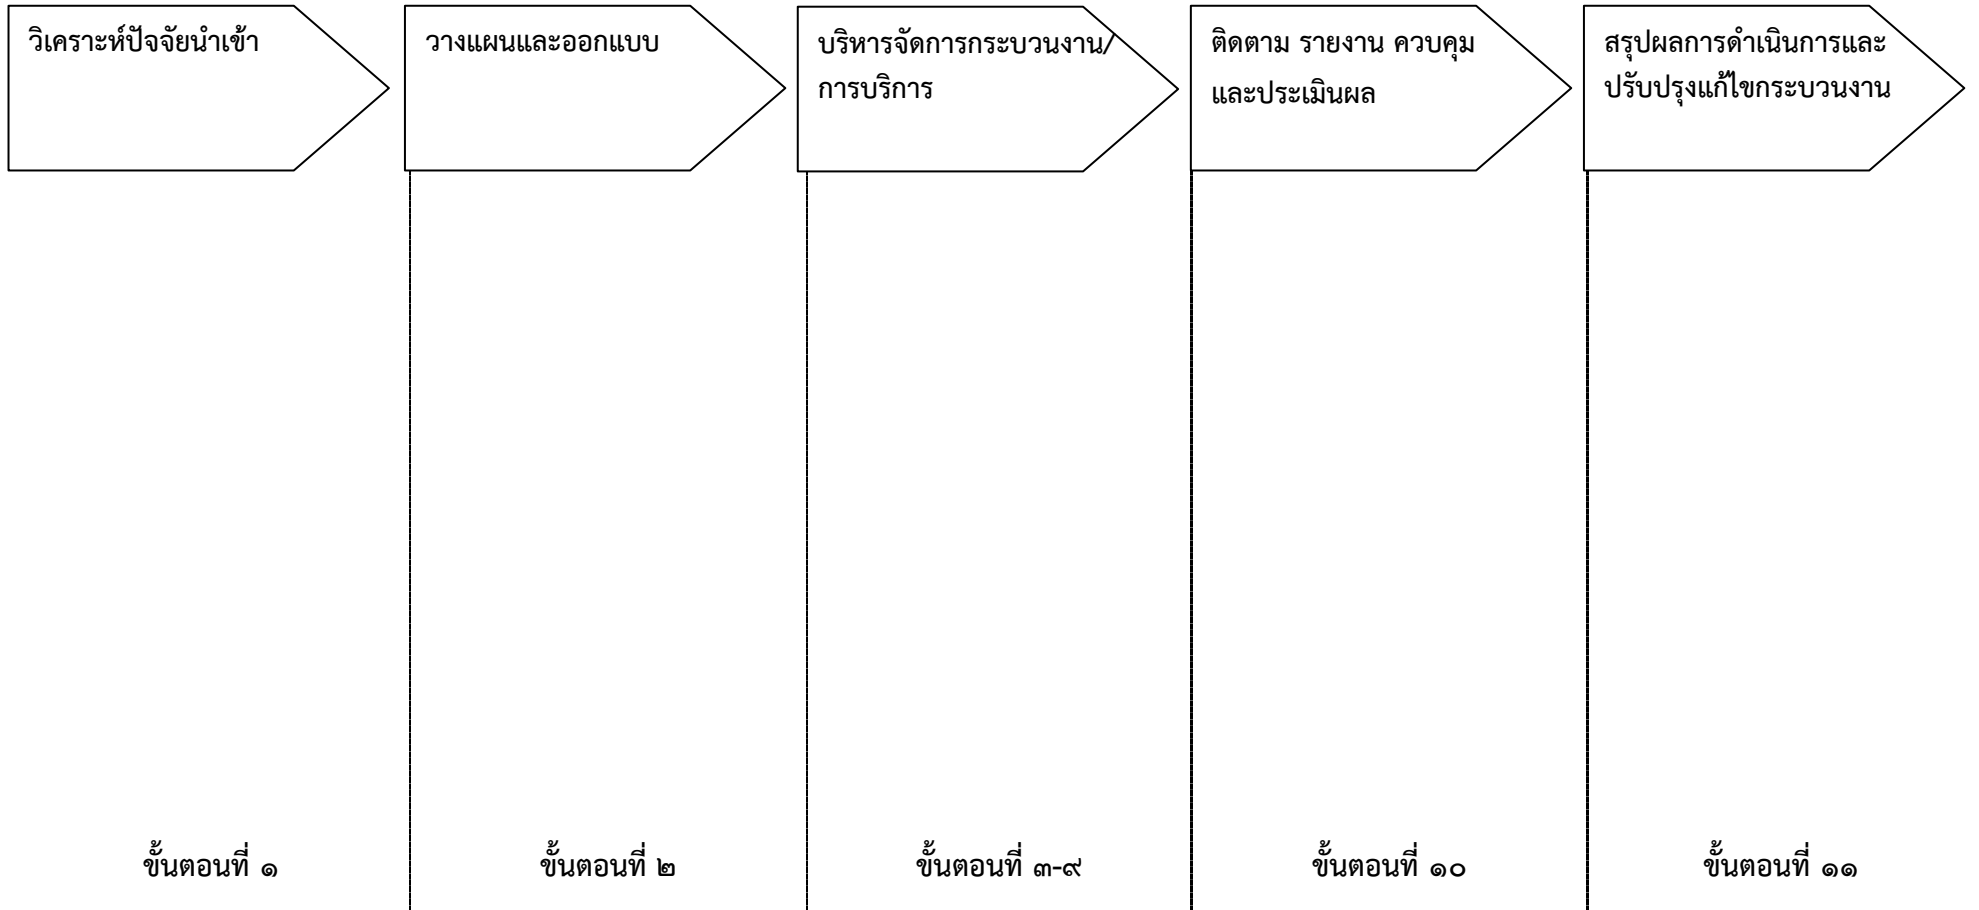 วิเคราะห์ปัจจัยนำเข้า
วางแผนและออกแบบ
บริหารจัดการกระบวนงาน/
การบริการ
ติดตาม รายงาน ควบคุม
และประเมินผล
สรุปผลการดำเนินการและ
ปรับปรุงแก้ไขกระบวนงาน
ขั้นตอนที่ ๑
ขั้นตอนที่ ๒
ขั้นตอนที่ ๓-๙
ขั้นตอนที่ ๑๐
ขั้นตอนที่ ๑๑